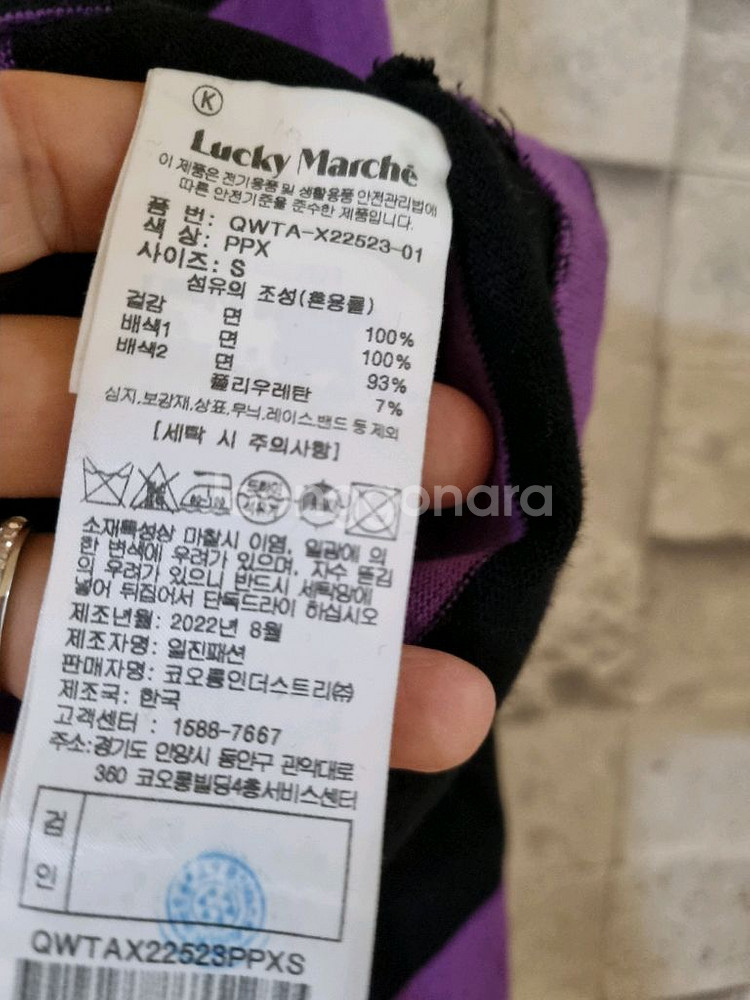 K
Lucky Marché
이 제품은 전기용품 및 생활용품 안전관리법에
따른 안전기준을 준수한 제품입니다.
품 번: QWTA-X22523-01
색 상: PPX
사이즈: S
섬유의 조성(혼용률)
겉감 면 100%
배색1 면 100%
배색2 면 93%
폴리우레탄 7%
심지,보강재,상표,무늬,레이스,밴드 등 제외
[세탁 시 주의사항]
80~120
드라이
소재특성상 마찰시 이염, 일광에 의
한 변색에 우려가 있으며, 자수 뜯김
의 우려가 있으니 반드시 세탁망에
넣어 뒤집어서 단독드라이 하십시오
제조년월: 2022년 8월
제조자명: 일진패션
판매자명: 코오롱인더스트리㈜
제조국: 한국
고객센터 : 1588-7667
주소:경기도 안양시 동안구 관악대로
360 코오롱빌딩4층서비스센터
검
인
QWTAX22523PPXS